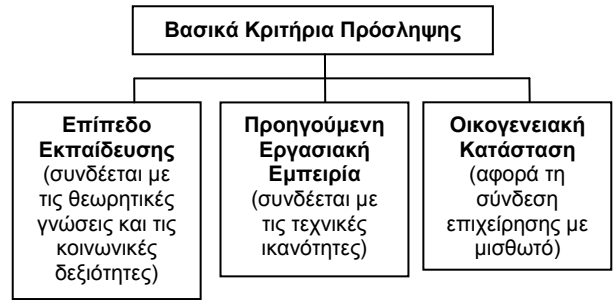 Βασικά Κριτήρια Πρόσληψης
Επίπεδο
Εκπαίδευσης
(συνδέεται με
τις θεωρητικές
γνώσεις και τις
κοινωνικές
δεξιότητες)
Προηγούμενη
Εργασιακή
Εμπειρία
(συνδέεται με
τις τεχνικές
ικανότητες)
Οικογενειακή
Κατάσταση
(αφορά τη
σύνδεση
επιχείρησης με
μισθωτό)